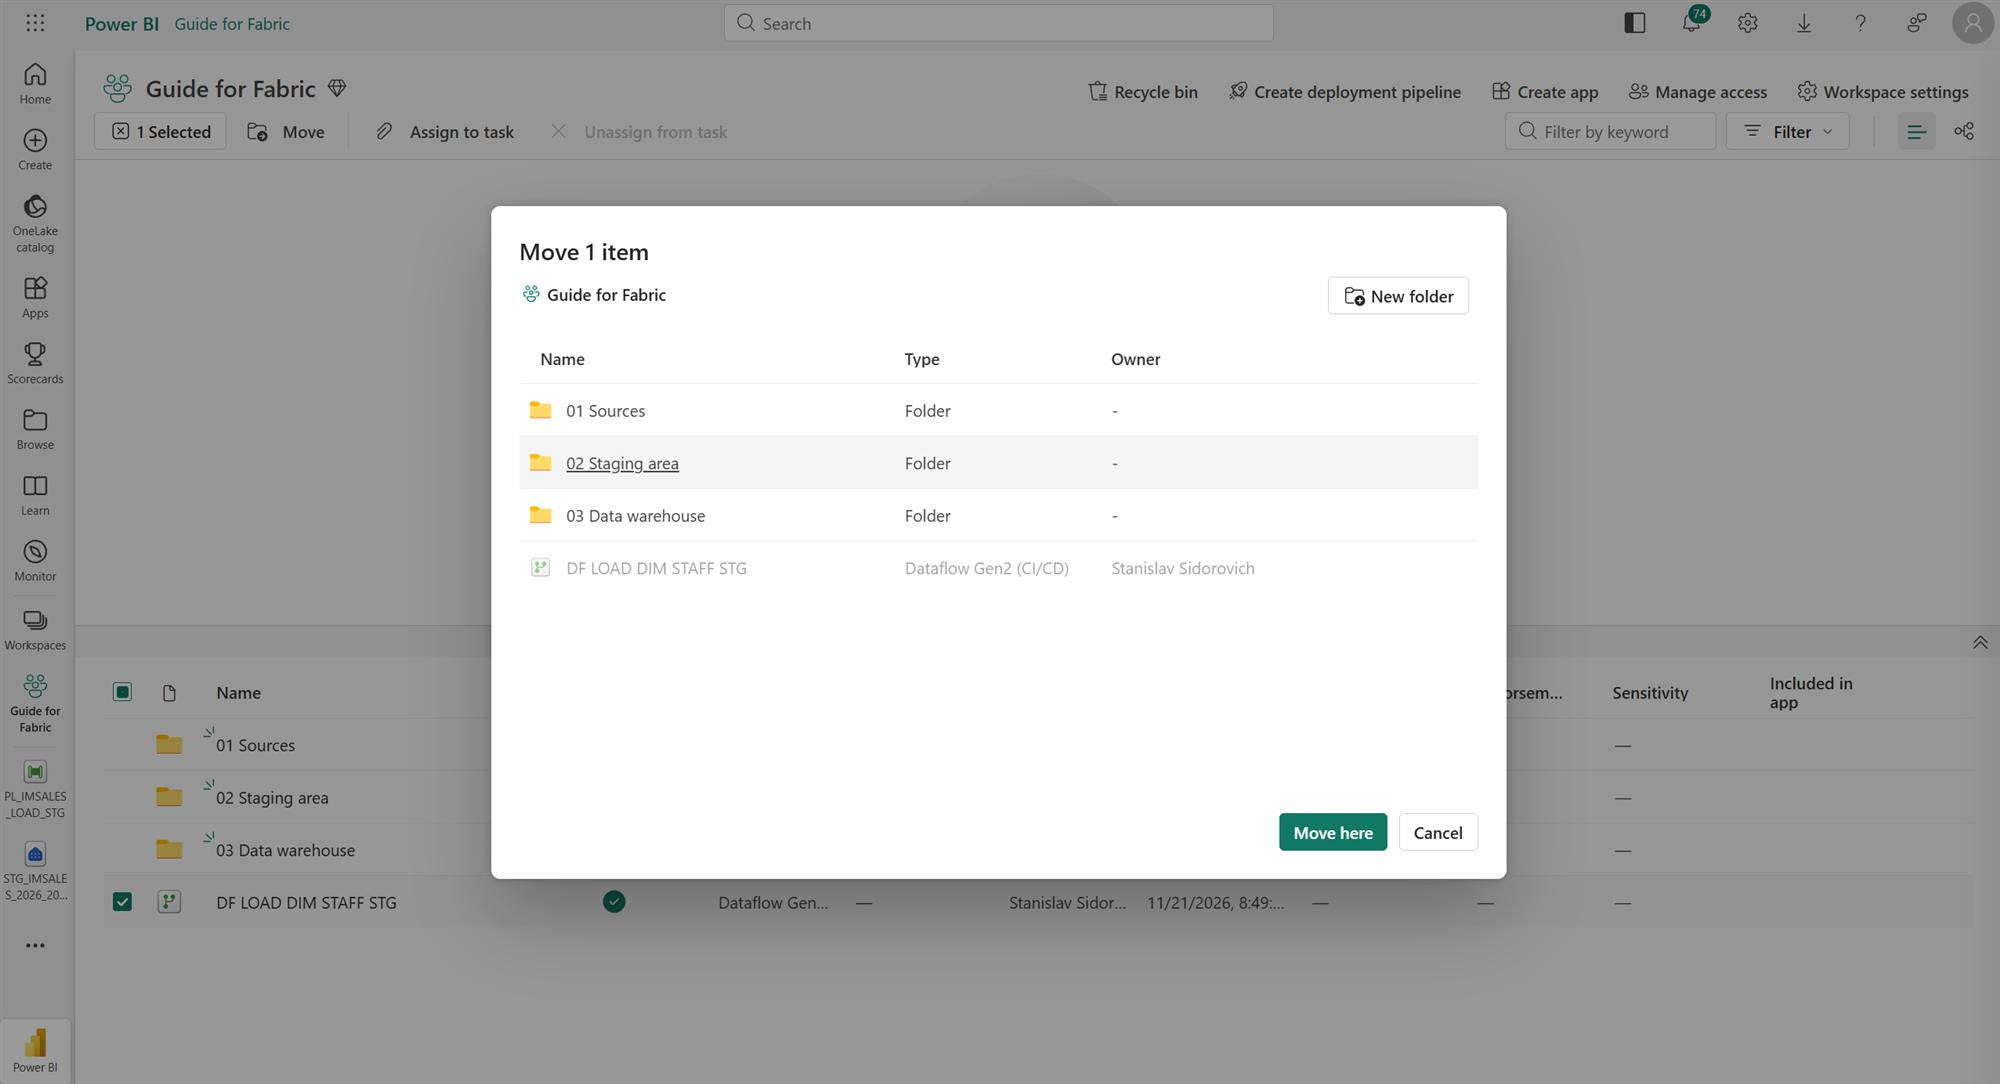 Power BI Guide for Fabric
Search
74
Home
Create
OneLake
catalog
Apps
Scorecards
Browse
Learn
Monitor
Workspaces
Guide for
Fabric
PL_IMSALES
_LOAD_STG
STG_IMSALE
S_2026_20...
Power BI
Guide for Fabric
Recycle bin
Create deployment pipeline
Create app
Manage access
Workspace settings
1 Selected
Move
Assign to task
Unassign from task
Filter by keyword
Filter
Move 1 item
Guide for Fabric
New folder
Name Type Owner
01 Sources Folder -
02 Staging area Folder -
03 Data warehouse Folder -
DF LOAD DIM STAFF STG Dataflow Gen2 (CI/CD) Stanislav Sidorovich
Move here
Cancel
Name orsem... Sensitivity Included in
app
01 Sources —
02 Staging area —
03 Data warehouse —
DF LOAD DIM STAFF STG Dataflow Gen... — Stanislav Sidor... 11/21/2026, 8:49:... — — —